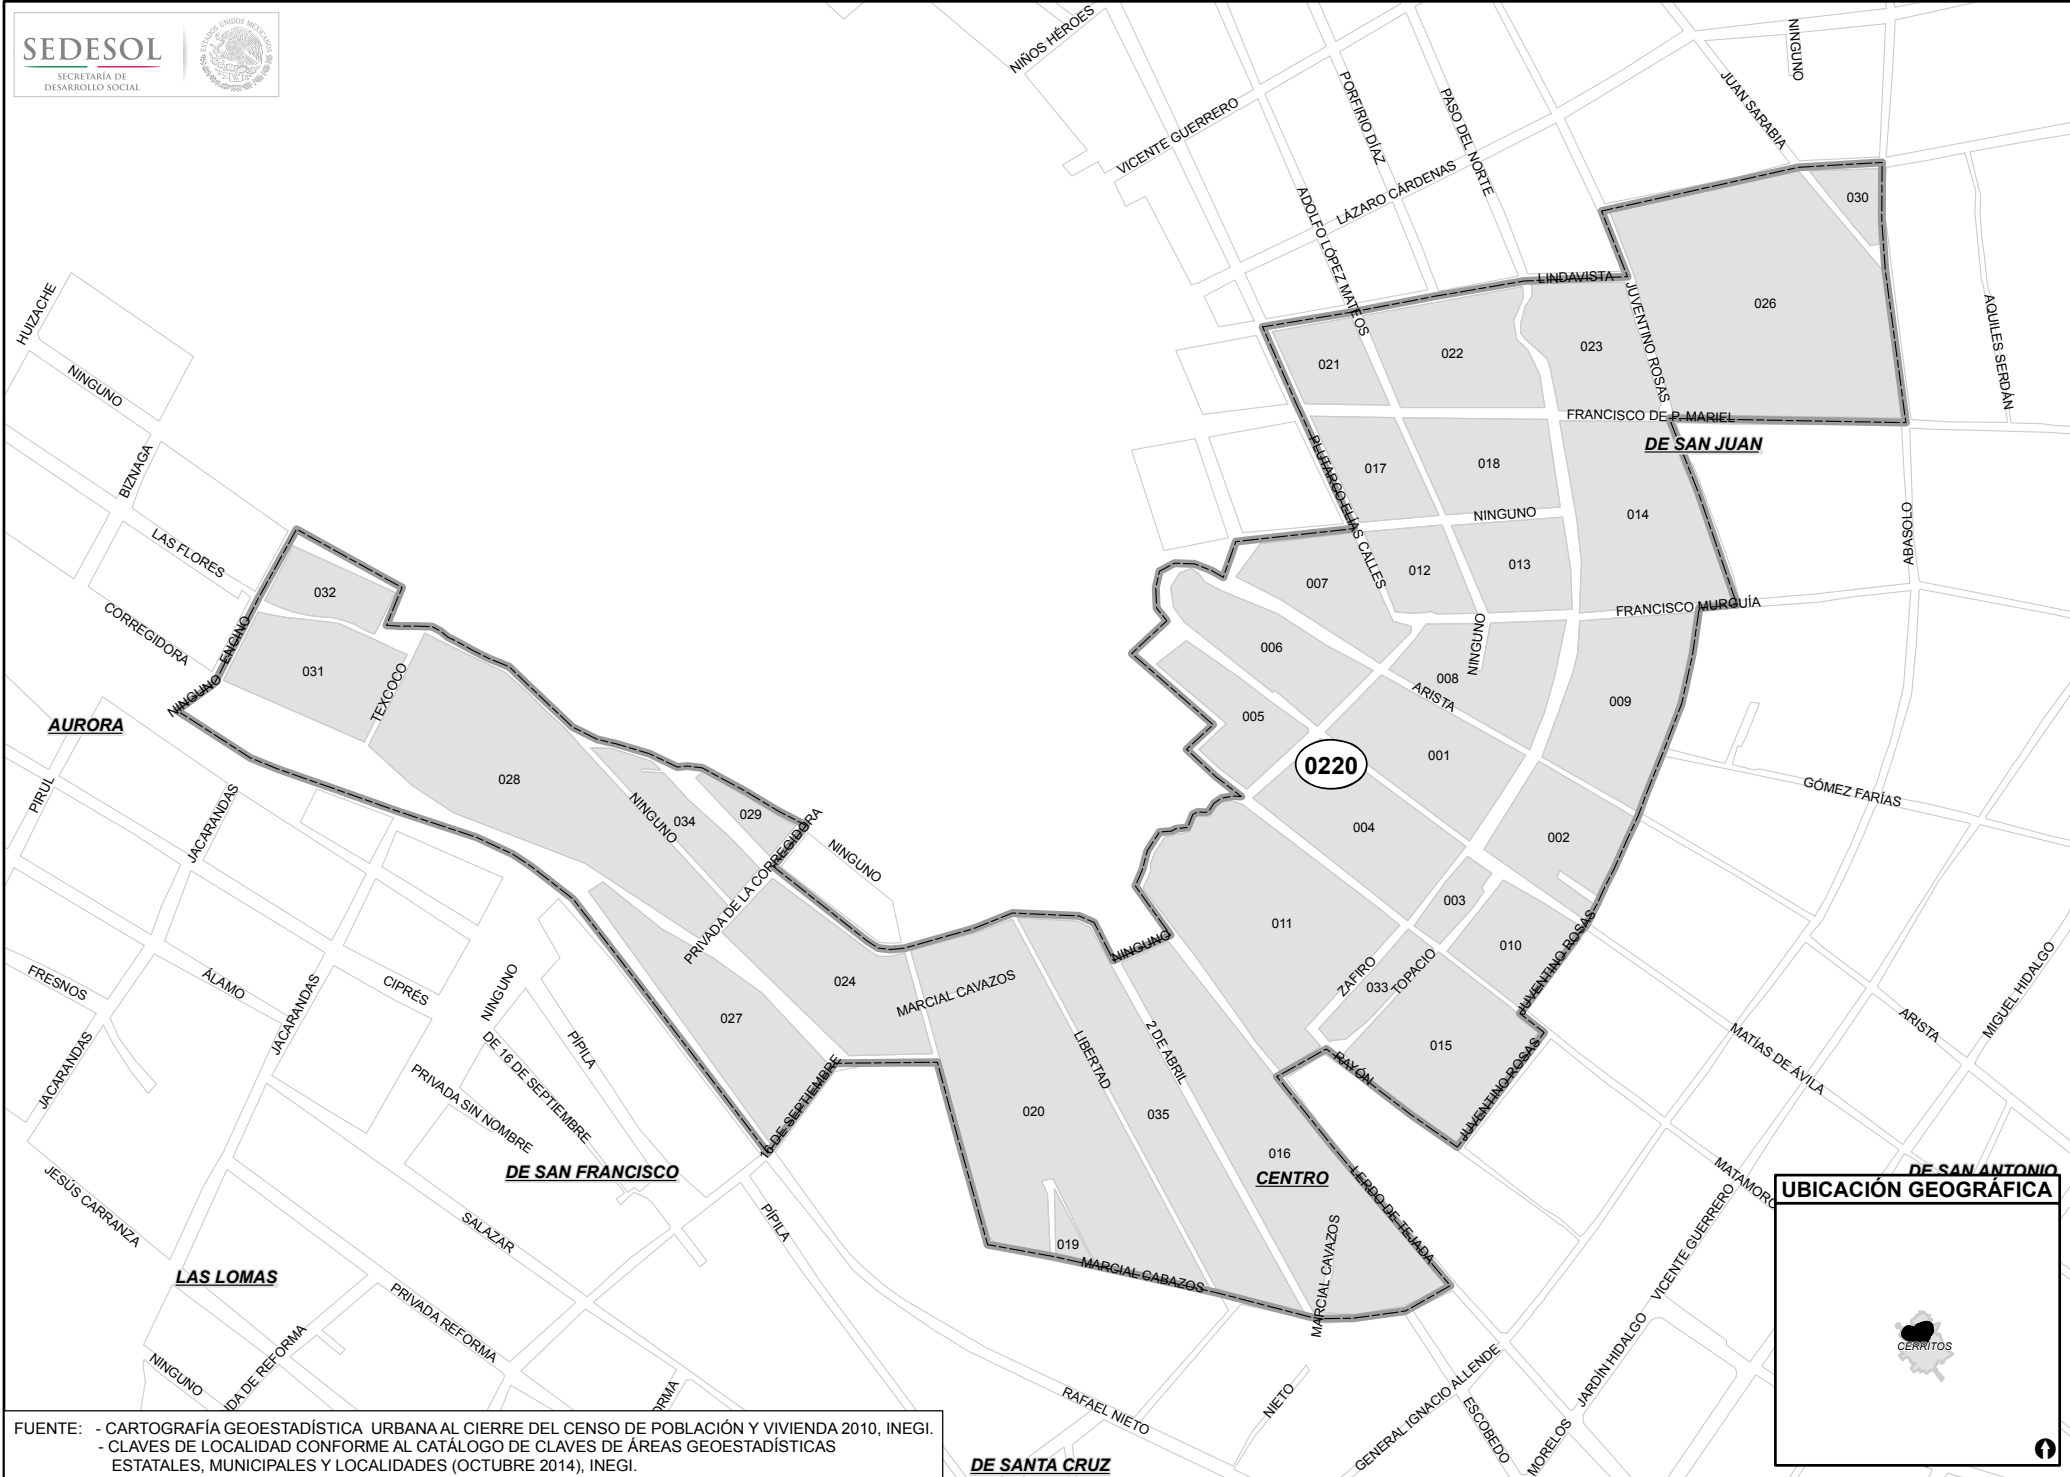 SEDESOL
SECRETARÍA DE
DESARROLLO SOCIAL
ESTADOS UNIDOS MEXICANOS
NIÑOS HÉROES
VICENTE GUERRERO
PORFIRIO DÍAZ
PASO DEL NORTE
LÁZARO CÁRDENAS
ADOLFO LÓPEZ MATEOS
JUAN SARABIA
NINGUNO
030
LINDAVISTA
JUVENTINO ROSAS
026
AQUILES SERDÁN
021
022
023
FRANCISCO DE P. MARIEL
DE SAN JUAN
PLUTARCO ELÍAS CALLES
017
018
NINGUNO
014
ABASOLO
007
012
013
FRANCISCO MURGUÍA
NINGUNO
006
008
ARISTA
005
009
0220
001
GÓMEZ FARÍAS
004
002
003
011
010
JUVENTINO ROSAS
ZAFIRO
033
TOPACIO
015
RAYÓN
JUVENTINO ROSAS
MATÍAS DE ÁVILA
ARISTA
MIGUEL HIDALGO
HUIZACHE
NINGUNO
BIZNAGA
LAS FLORES
CORREGIDORA
032
ENCINO
NINGUNO
031
TEXCOCO
AURORA
PIRUL
JACARANDAS
028
NINGUNO
034
029
PRIVADA DE LA CORREGIDORA
NINGUNO
FRESNOS
ÁLAMO
JACARANDAS
CIPRÉS
NINGUNO
PÍPILA
DE 16 DE SEPTIEMBRE
JACARANDAS
PRIVADA SIN NOMBRE
027
024
MARCIAL CAVAZOS
16 DE SEPTIEMBRE
NINGUNO
LIBERTAD
2 DE ABRIL
020
035
016
CENTRO
LERDO DE TEJADA
019
MARCIAL CABAZOS
MARCIAL CAVAZOS
JESÚS CARRANZA
DE SAN FRANCISCO
SALAZAR
PÍPILA
LAS LOMAS
PRIVADA REFORMA
NINGUNO
IDA DE REFORMA
ORMA
RAFAEL NIETO
NIETO
GENERAL IGNACIO ALLENDE
ESCOBEDO
MORELOS
JARDÍN HIDALGO
VICENTE GUERRERO
MATAMORO
DE SAN ANTONIO
DE SANTA CRUZ
UBICACIÓN GEOGRÁFICA
CERRITOS
FUENTE: - CARTOGRAFÍA GEOESTADÍSTICA URBANA AL CIERRE DEL CENSO DE POBLACIÓN Y VIVIENDA 2010, INEGI.
- CLAVES DE LOCALIDAD CONFORME AL CATÁLOGO DE CLAVES DE ÁREAS GEOESTADÍSTICAS
ESTATALES, MUNICIPALES Y LOCALIDADES (OCTUBRE 2014), INEGI.